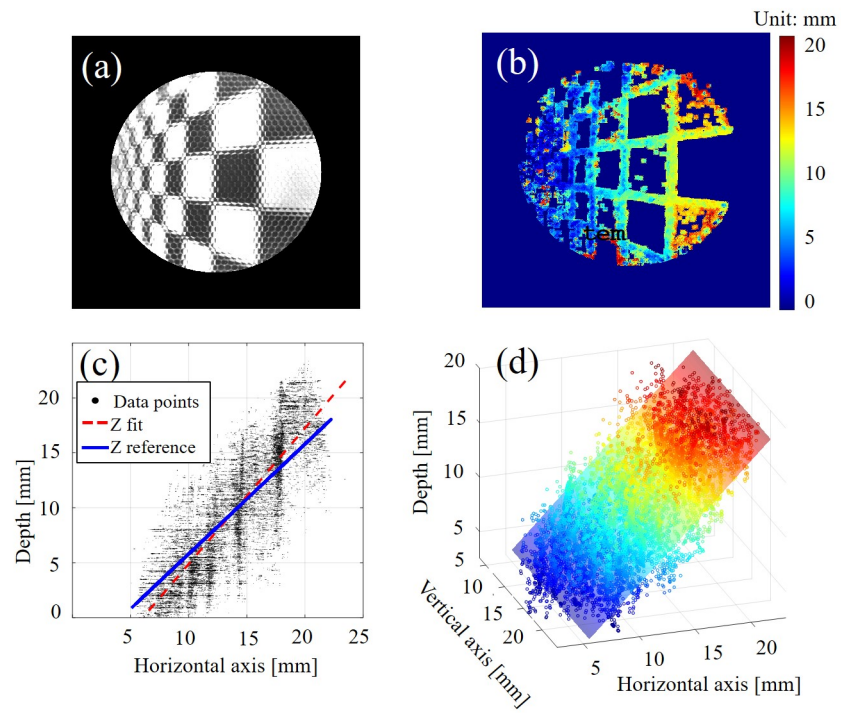 Unit: mm
(a)
(b)
20
15
10
5
0
tem
(c)
Data points
Z fit
Z reference
20
15
10
5
0
Depth [mm]
5
10
15
20
25
Horizontal axis [mm]
(d)
20
15
10
5
Depth [mm]
5
10
15
20
Vertical axis [mm]
5
10
15
20
Horizontal axis [mm]